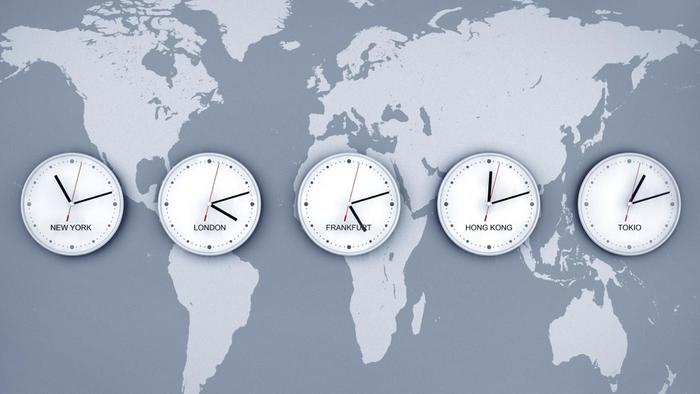 NEW YORK
LONDON
FRANKFURT
HONG KONG
TOKIO